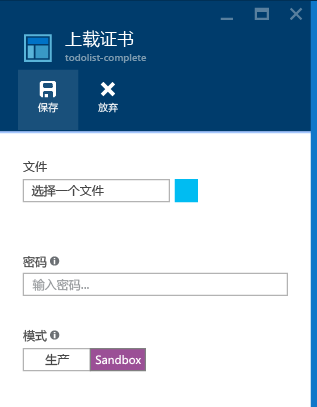 上载证书
todolist-complete
保存
放弃
文件
选择一个文件
密码
输入密码...
模式
生产
Sandbox